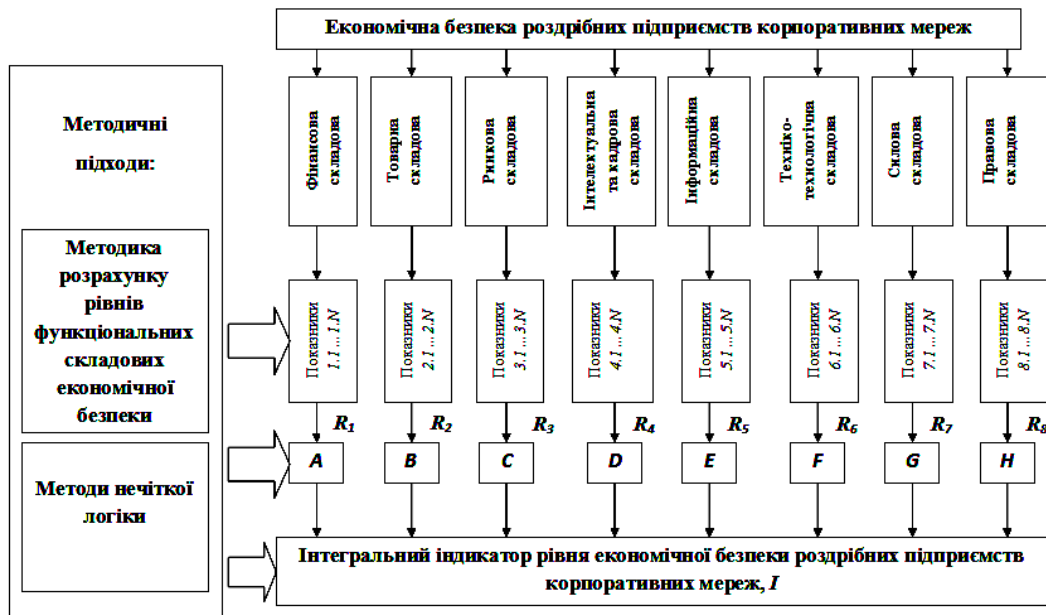 Економічна безпека роздрібних підприємств корпоративних мереж
Методичні
підходи:
Фінансова
складова
Товарна
складова
Ринкова
складова
Інтелектуальна
та кадрова
складова
Інформаційна
складова
Техніко-
технологічна
складова
Силова
складова
Правова
складова
Методика
розрахунку
рівнів
функціональних
складових
економічної
безпеки
Показники
1.1 ... 1.N
Показники
2.1 ... 2.N
Показники
3.1 ... 3.N
Показники
4.1 ... 4.N
Показники
5.1 ... 5.N
Показники
6.1 ... 6.N
Показники
7.1 ... 7.N
Показники
8.1 ... 8.N
R1 R2 R3 R4 R5 R6 R7 R8
A B C D E F G H
Методи нечіткої
логіки
Інтегральний індикатор рівня економічної безпеки роздрібних підприємств
корпоративних мереж, I